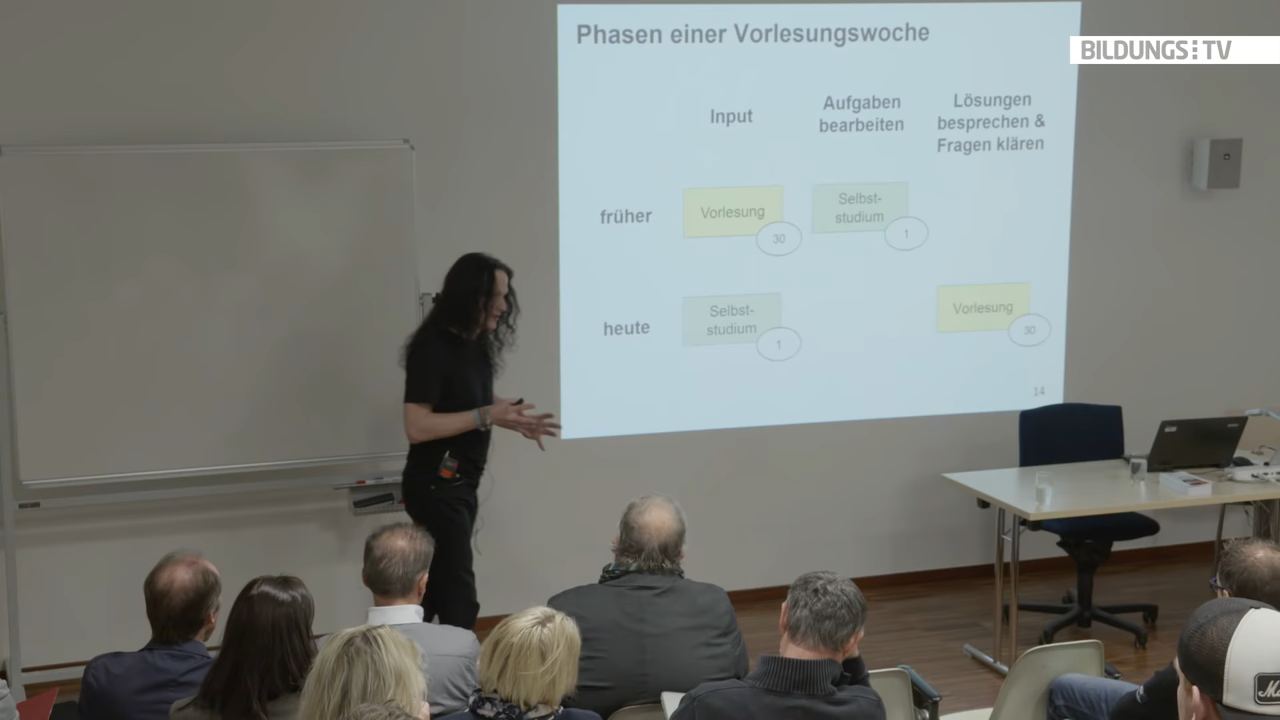 BILDUNGS:TV
Phasen einer Vorlesungswoche
Input
Aufgaben
bearbeiten
Lösungen
besprechen &
Fragen klären
früher
Vorlesung
30
Selbst-
studium
1
heute
Selbst-
studium
1
Vorlesung
30
14